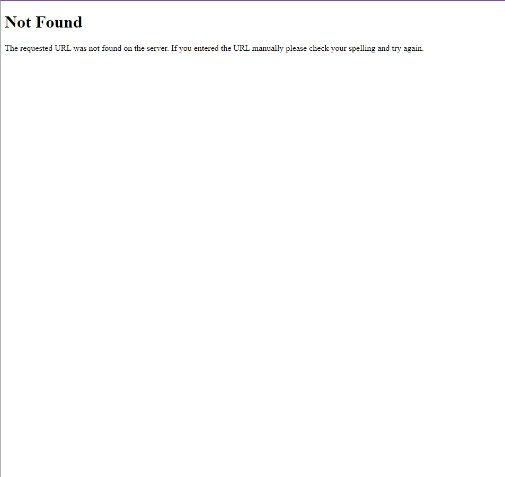 Not Found
The requested URL was not found on the server. If you entered the URL manually please check your spelling and try again.